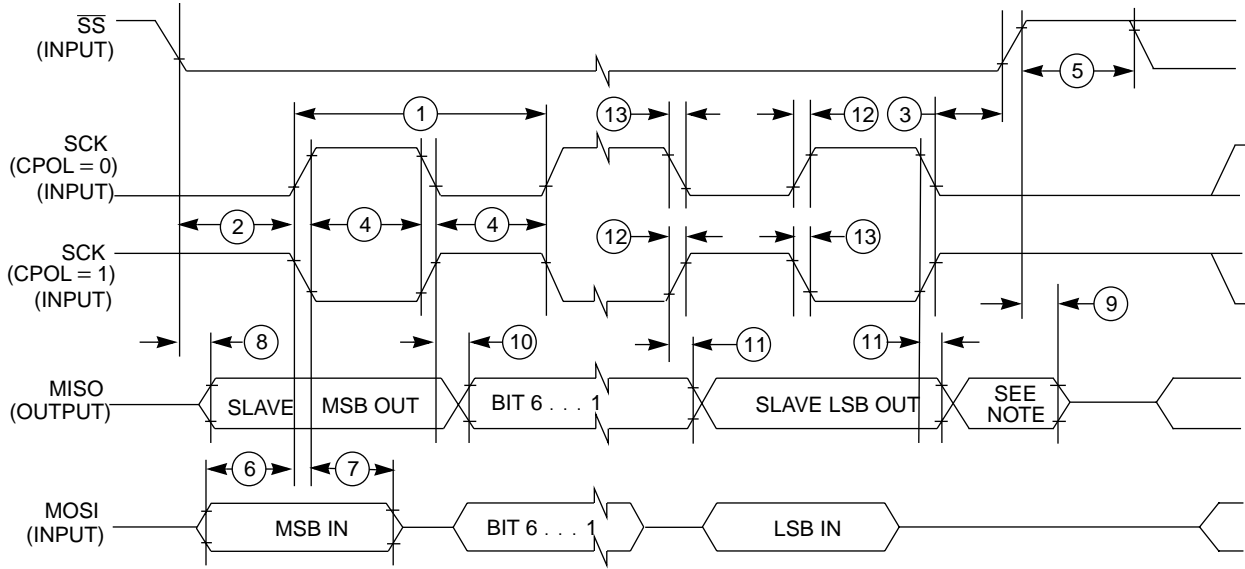 SS
(INPUT)
5
1
13
12
3
SCK
(CPOL = 0)
(INPUT)
2
4
4
12
13
SCK
(CPOL = 1)
(INPUT)
8
10
11
11
9
MISO
(OUTPUT)
SLAVE MSB OUT
BIT 6 . . . 1
SLAVE LSB OUT
SEE
NOTE
6
7
MOSI
(INPUT)
MSB IN
BIT 6 . . . 1
LSB IN